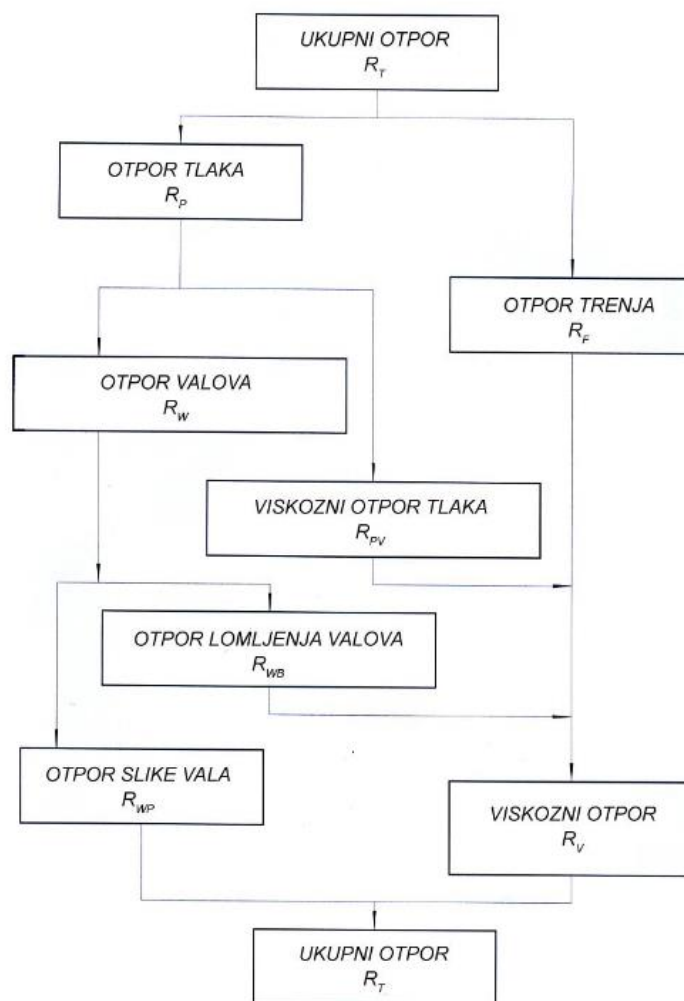 UKUPNI OTPOR
R_T
OTPOR TLAKA
R_P
OTPOR TRENJA
R_F
OTPOR VALOVA
R_W
VISKOZNI OTPOR TLAKA
R_PV
OTPOR LOMLJENJA VALOVA
R_WB
OTPOR SLIKE VALA
R_WP
VISKOZNI OTPOR
R_V
UKUPNI OTPOR
R_T